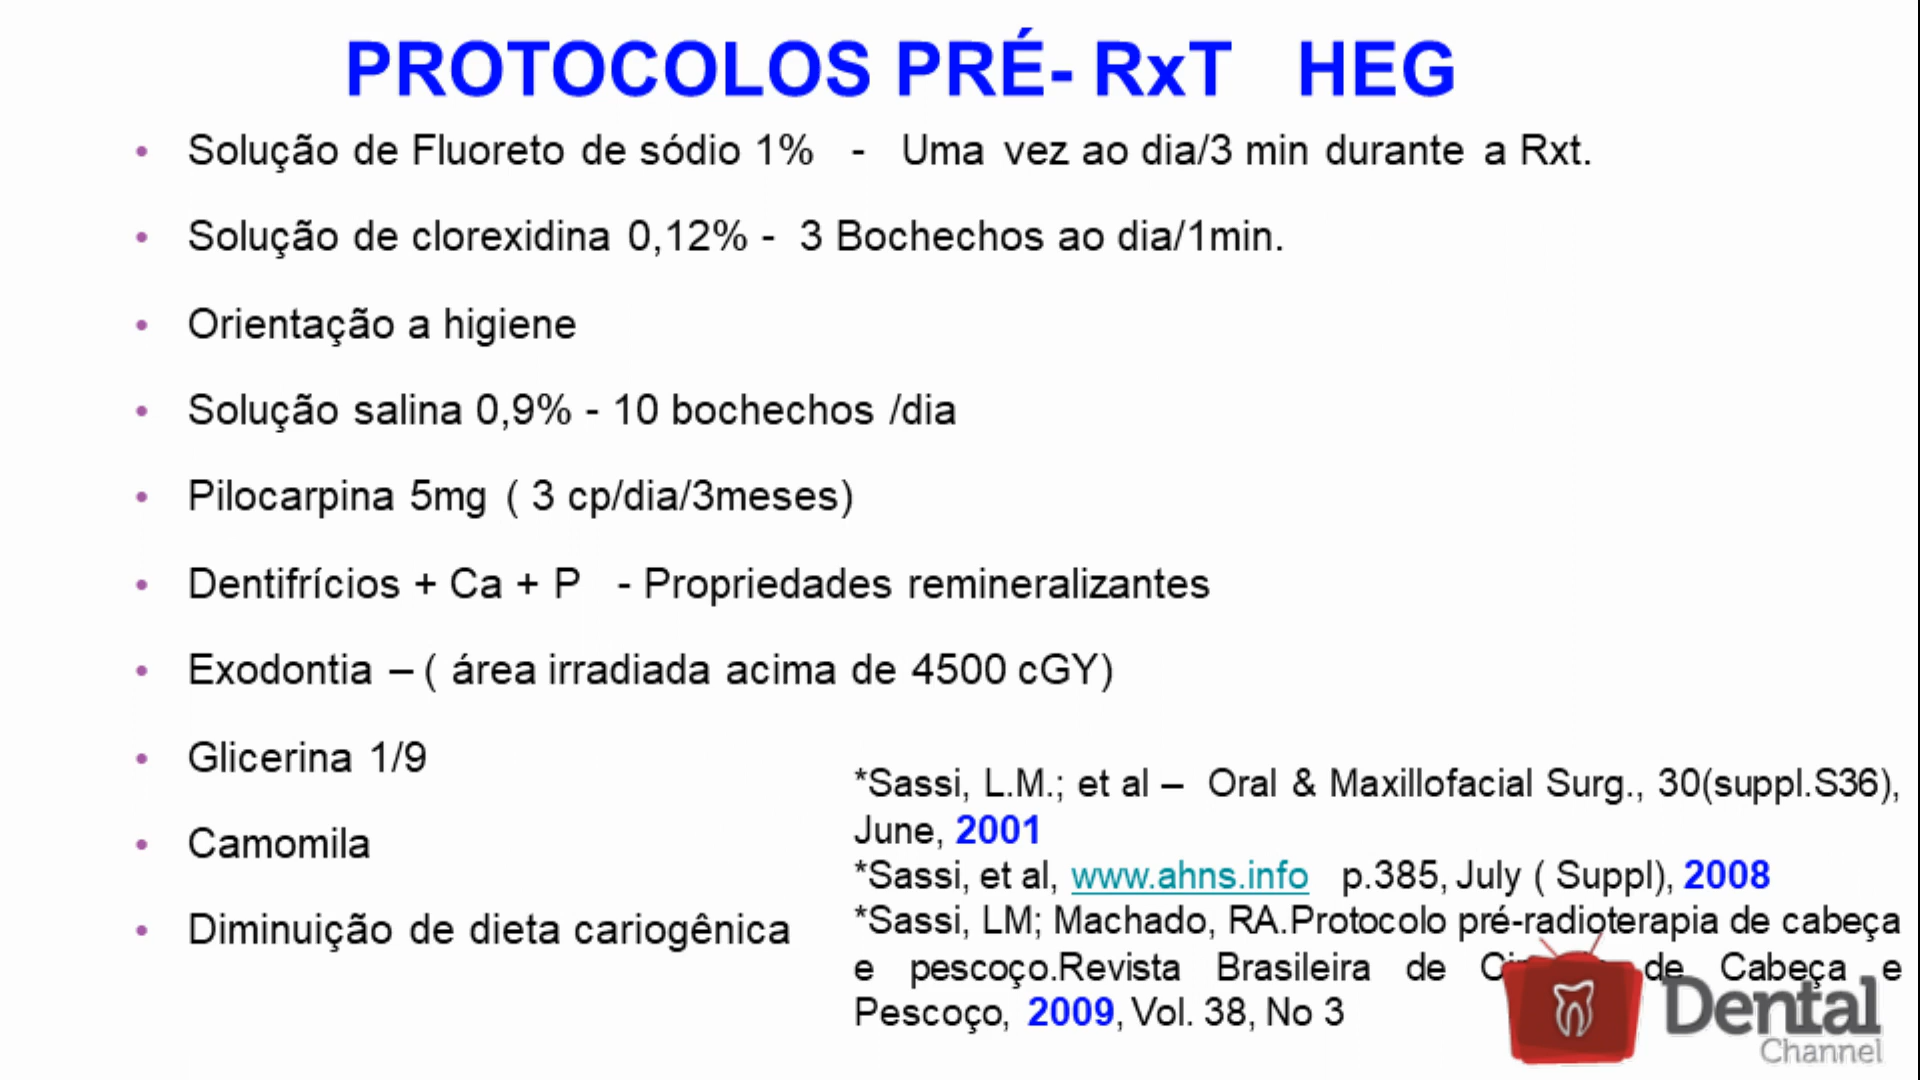 PROTOCOLOS PRÉ- RxT HEG
• Solução de Fluoreto de sódio 1% - Uma vez ao dia/3 min durante a Rxt.
• Solução de clorexidina 0,12% - 3 Bochechos ao dia/1min.
• Orientação a higiene
• Solução salina 0,9% - 10 bochechos /dia
• Pilocarpina 5mg ( 3 cp/dia/3meses)
• Dentifrícios + Ca + P - Propriedades remineralizantes
• Exodontia – ( área irradiada acima de 4500 cGY)
• Glicerina 1/9
• Camomila
• Diminuição de dieta cariogênica
*Sassi, L.M.; et al – Oral & Maxillofacial Surg., 30(suppl.S36),
June, 2001
*Sassi, et al, www.ahns.info p.385, July ( Suppl), 2008
*Sassi, LM; Machado, RA.Protocolo pré-radioterapia de cabeça
e pescoço.Revista Brasileira de de Cabeça e
Pescoço, 2009, Vol. 38, No 3
Dental
Channel